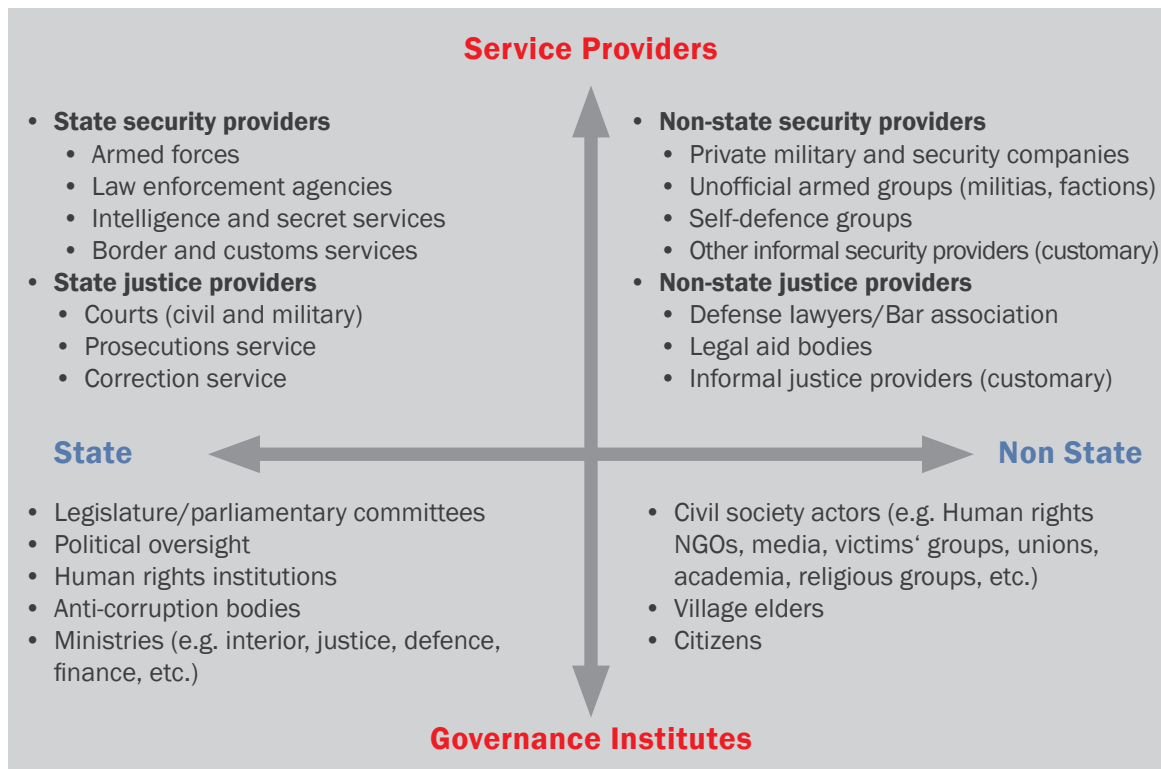 Service Providers
• State security providers
• Armed forces
• Law enforcement agencies
• Intelligence and secret services
• Border and customs services
• State justice providers
• Courts (civil and military)
• Prosecutions service
• Correction service
• Non-state security providers
• Private military and security companies
• Unofficial armed groups (militias, factions)
• Self-defence groups
• Other informal security providers (customary)
• Non-state justice providers
• Defense lawyers/Bar association
• Legal aid bodies
• Informal justice providers (customary)
State
Non State
• Legislature/parliamentary committees
• Political oversight
• Human rights institutions
• Anti-corruption bodies
• Ministries (e.g. interior, justice, defence,
finance, etc.)
• Civil society actors (e.g. Human rights
NGOs, media, victims‘ groups, unions,
academia, religious groups, etc.)
• Village elders
• Citizens
Governance Institutes